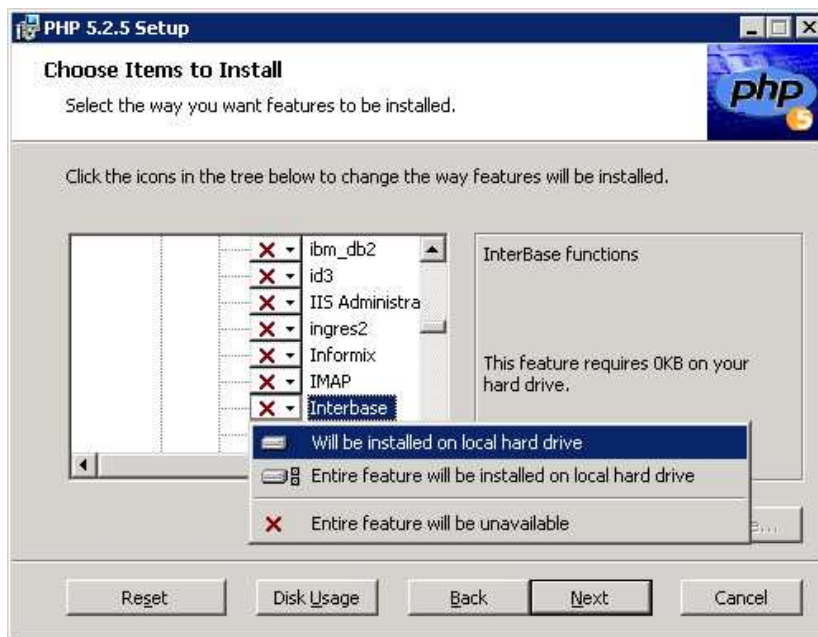 PHP 5.2.5 Setup
Choose Items to Install
Select the way you want features to be installed.
php
5
Click the icons in the tree below to change the way features will be installed.
ibm_db2
id3
IIS Administra
ingres2
Informix
IMAP
Interbase
InterBase functions
This feature requires 0KB on your
hard drive.
Will be installed on local hard drive
Entire feature will be installed on local hard drive
Entire feature will be unavailable
Reset
Disk Usage
Back
Next
Cancel